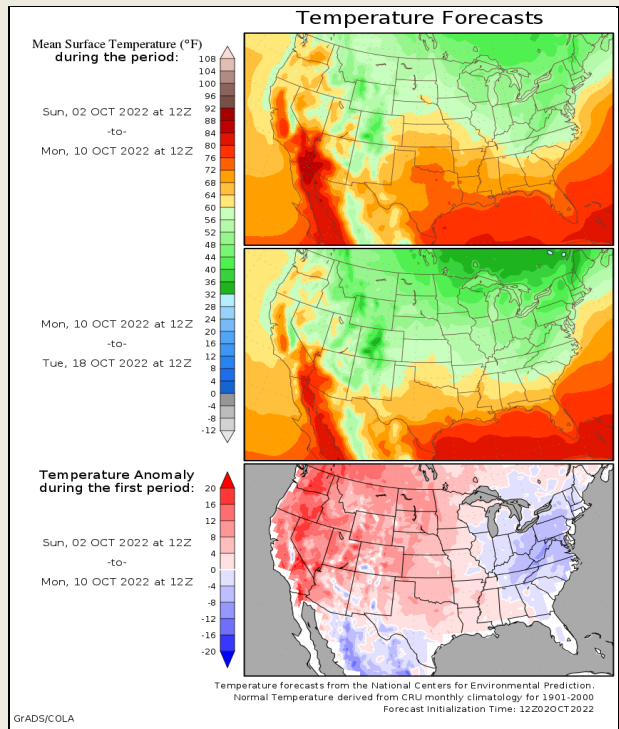 Temperature Forecasts
Mean Surface Temperature (°F)
during the period:
Sun, 02 OCT 2022 at 12Z
-to-
Mon, 10 OCT 2022 at 12Z
108
104
100
96
92
88
84
80
76
72
68
64
60
56
52
48
44
40
36
32
28
24
20
16
12
8
4
0
-4
-8
-12
Mon, 10 OCT 2022 at 12Z
-to-
Tue, 18 OCT 2022 at 12Z
Temperature Anomaly
during the first period:
Sun, 02 OCT 2022 at 12Z
-to-
Mon, 10 OCT 2022 at 12Z
20
16
12
8
4
0
-4
-8
-12
-16
-20
Temperature forecasts from the National Centers for Environmental Prediction.
Normal Temperature derived from CRU monthly climatology for 1901-2000
Forecast Initialization Time: 12Z02OCT2022
GrADS/COLA